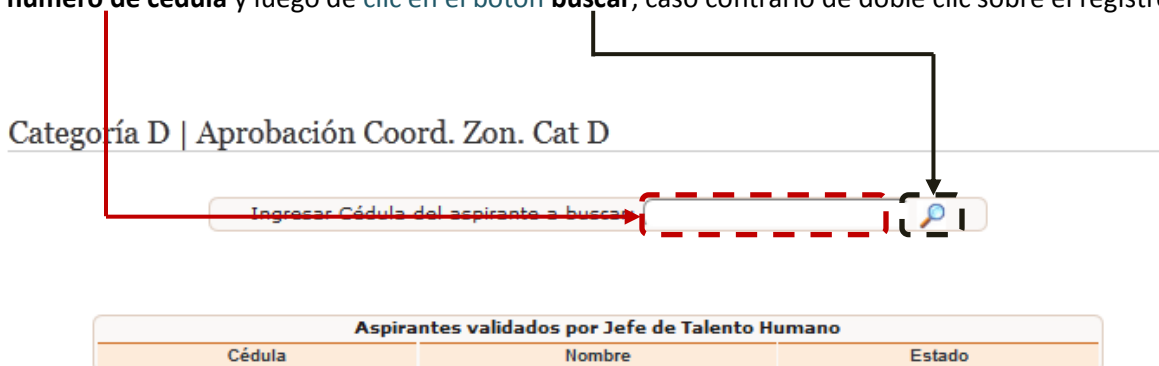 número de cédula y luego de clic en el botón buscar, caso contrario de doble clic sobre el registro
Categoría D | Aprobación Coord. Zon. Cat D
Ingresar Cédula del aspirante a buscar
Aspirantes validados por Jefe de Talento Humano
Cédula Nombre Estado